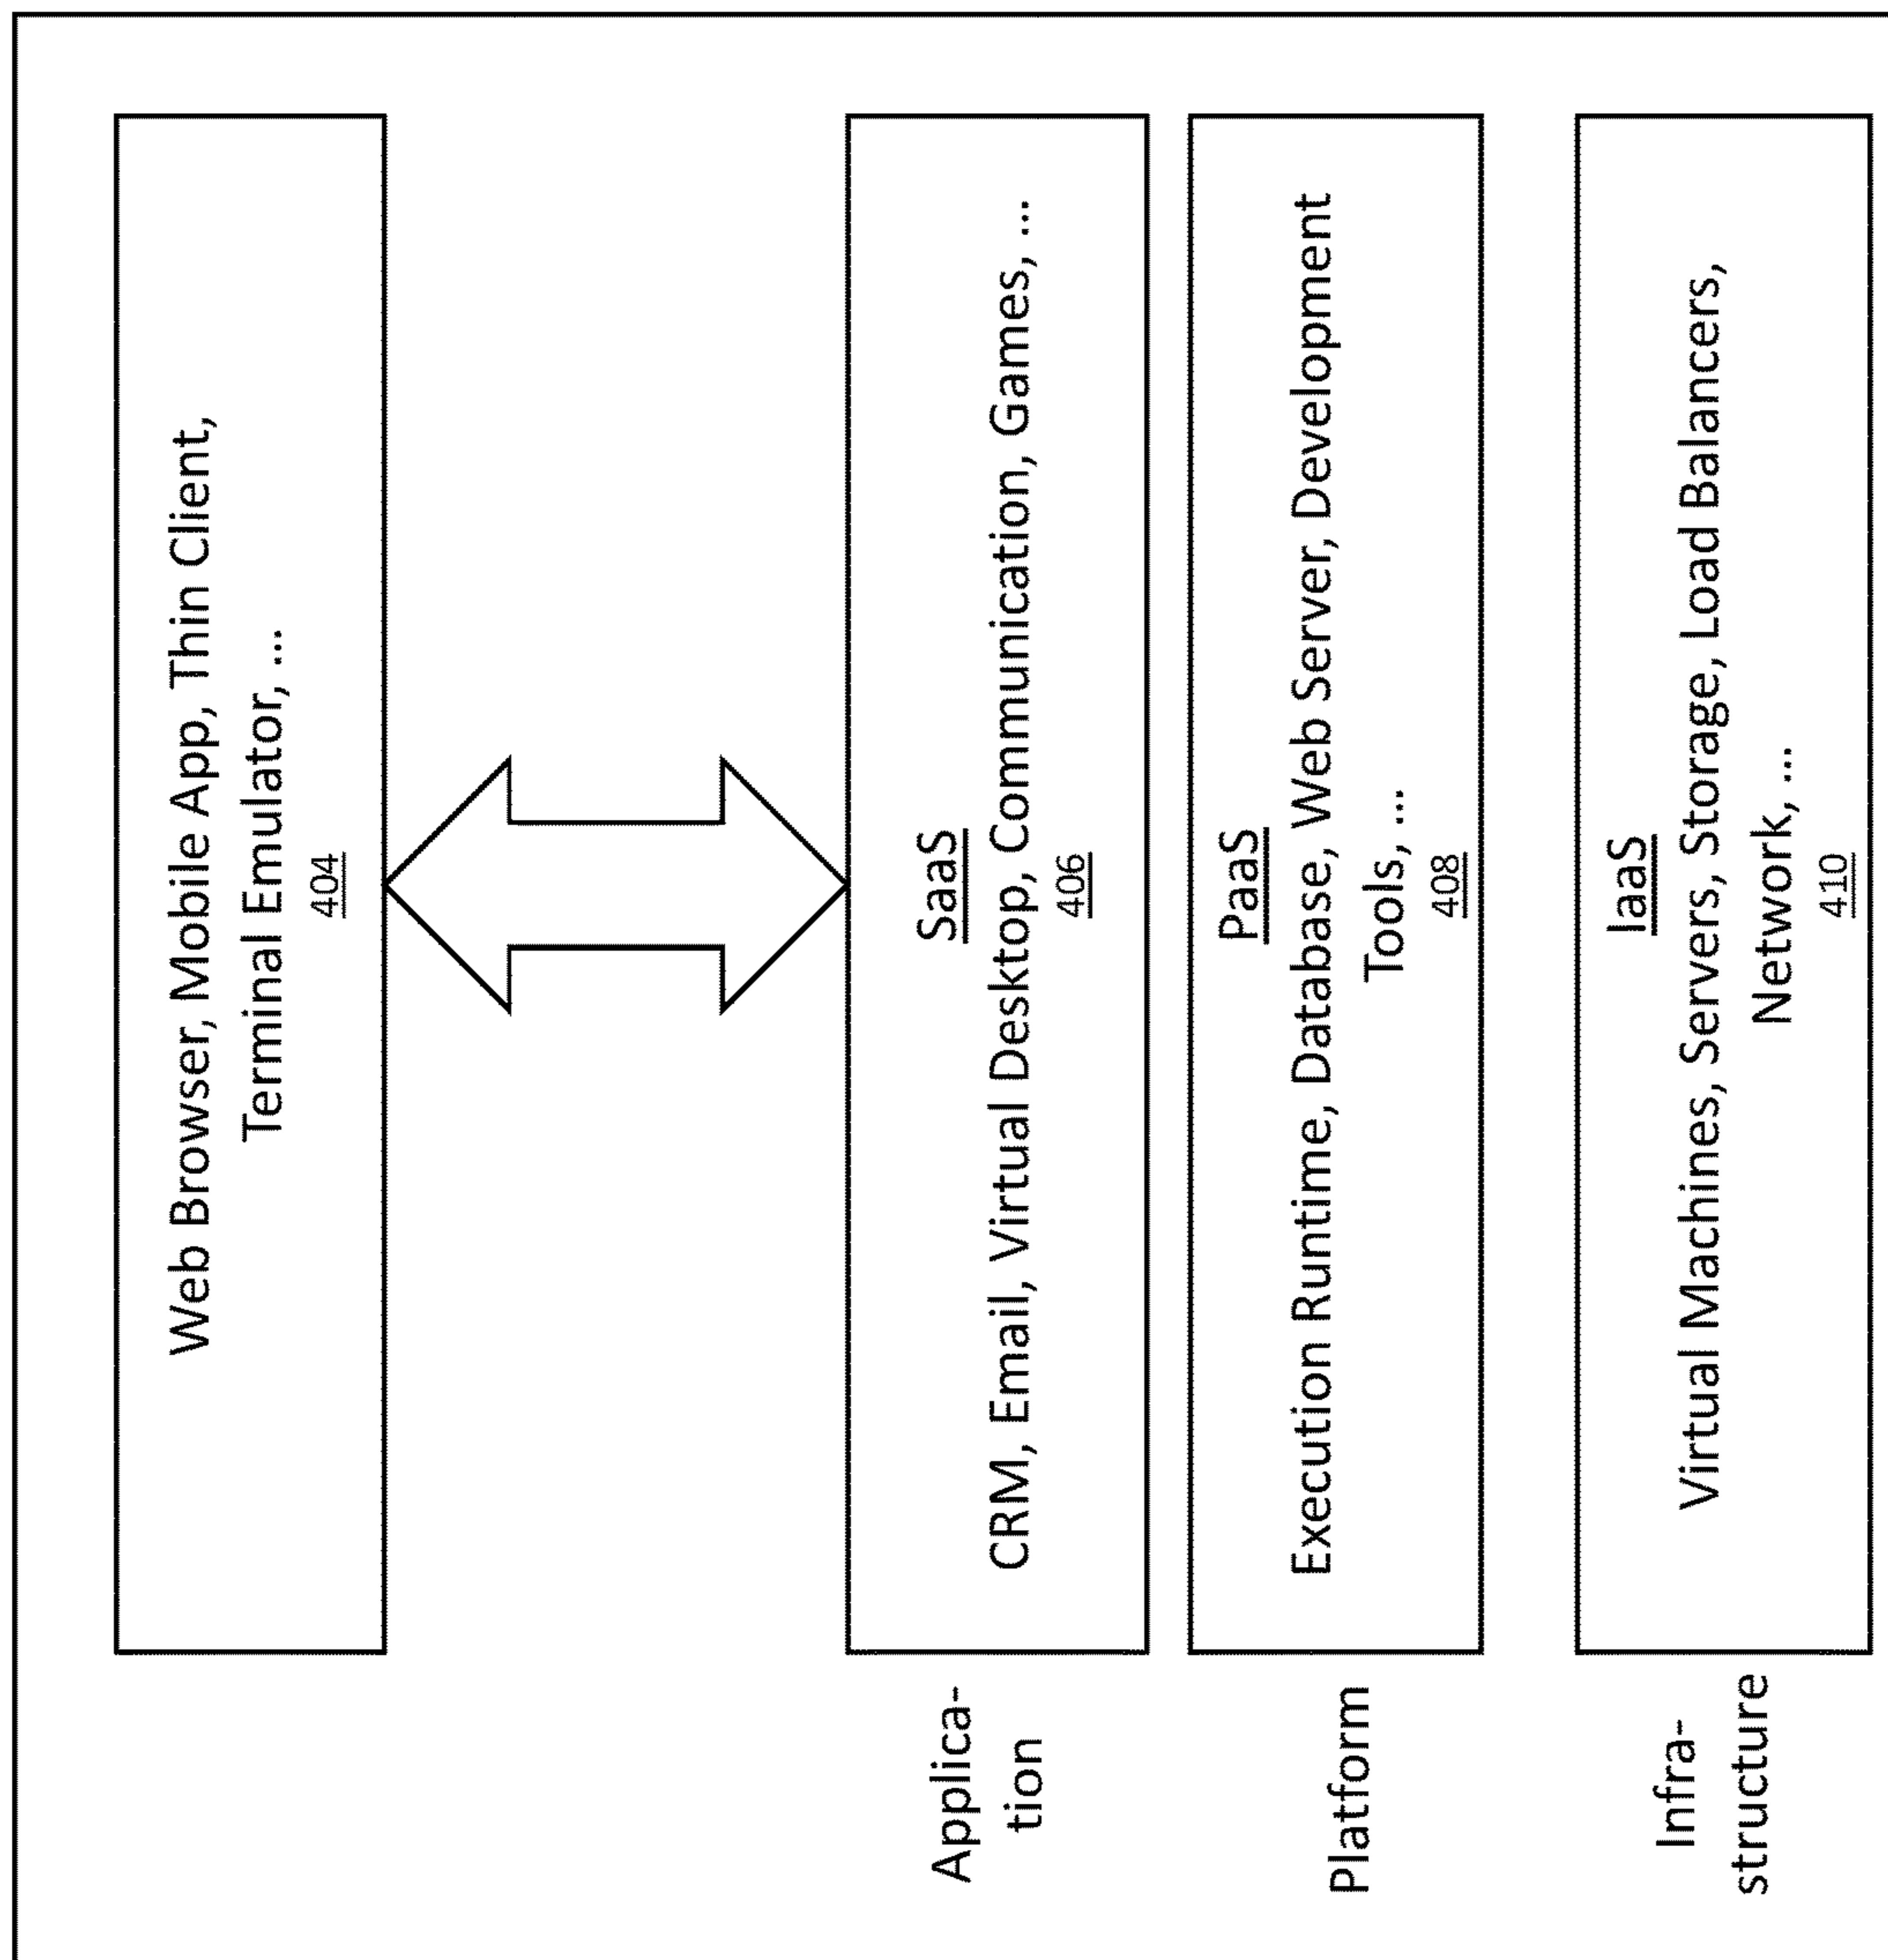 Web Browser, Mobile App, Thin Client,
Terminal Emulator, ...
404
Applica-
tion
SaaS
CRM, Email, Virtual Desktop, Communication, Games, ...
406
Platform
PaaS
Execution Runtime, Database, Web Server, Development
Tools, ...
408
Infra-
structure
IaaS
Virtual Machines, Servers, Storage, Load Balancers,
Network, ...
410